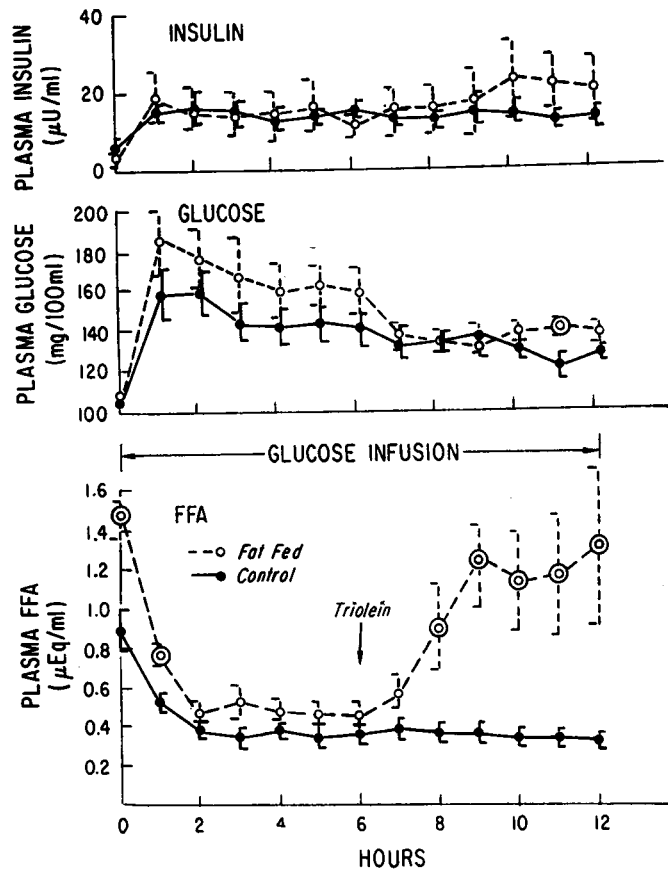 INSULIN
PLASMA INSULIN
(μU/ml)
40
20
0
GLUCOSE
PLASMA GLUCOSE
(mg/100ml)
200
180
160
140
120
100
GLUCOSE INFUSION
FFA
Fat Fed
Control
Triolein
PLASMA FFA
(μEq/ml)
1.6
1.4
1.2
1.0
0.8
0.6
0.4
0.2
0 2 4 6 8 10 12
HOURS